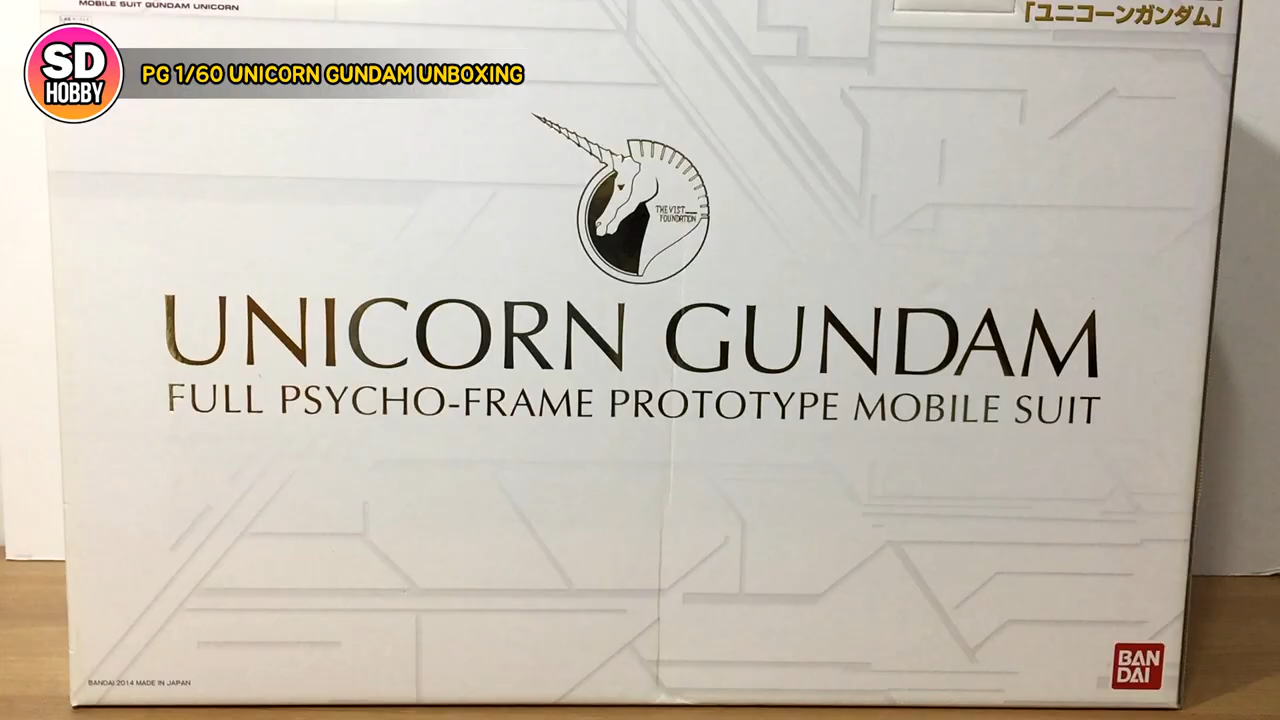 MOBILE SUIT GUNDAM UNICORN
「ユニコーンガンダム」
SD
HOBBY
PG 1/60 UNICORN GUNDAM UNBOXING
THE VIST
FOUNDATION
UNICORN GUNDAM
FULL PSYCHO-FRAME PROTOTYPE MOBILE SUIT
BANDAI 2014 MADE IN JAPAN
BAN
DAI